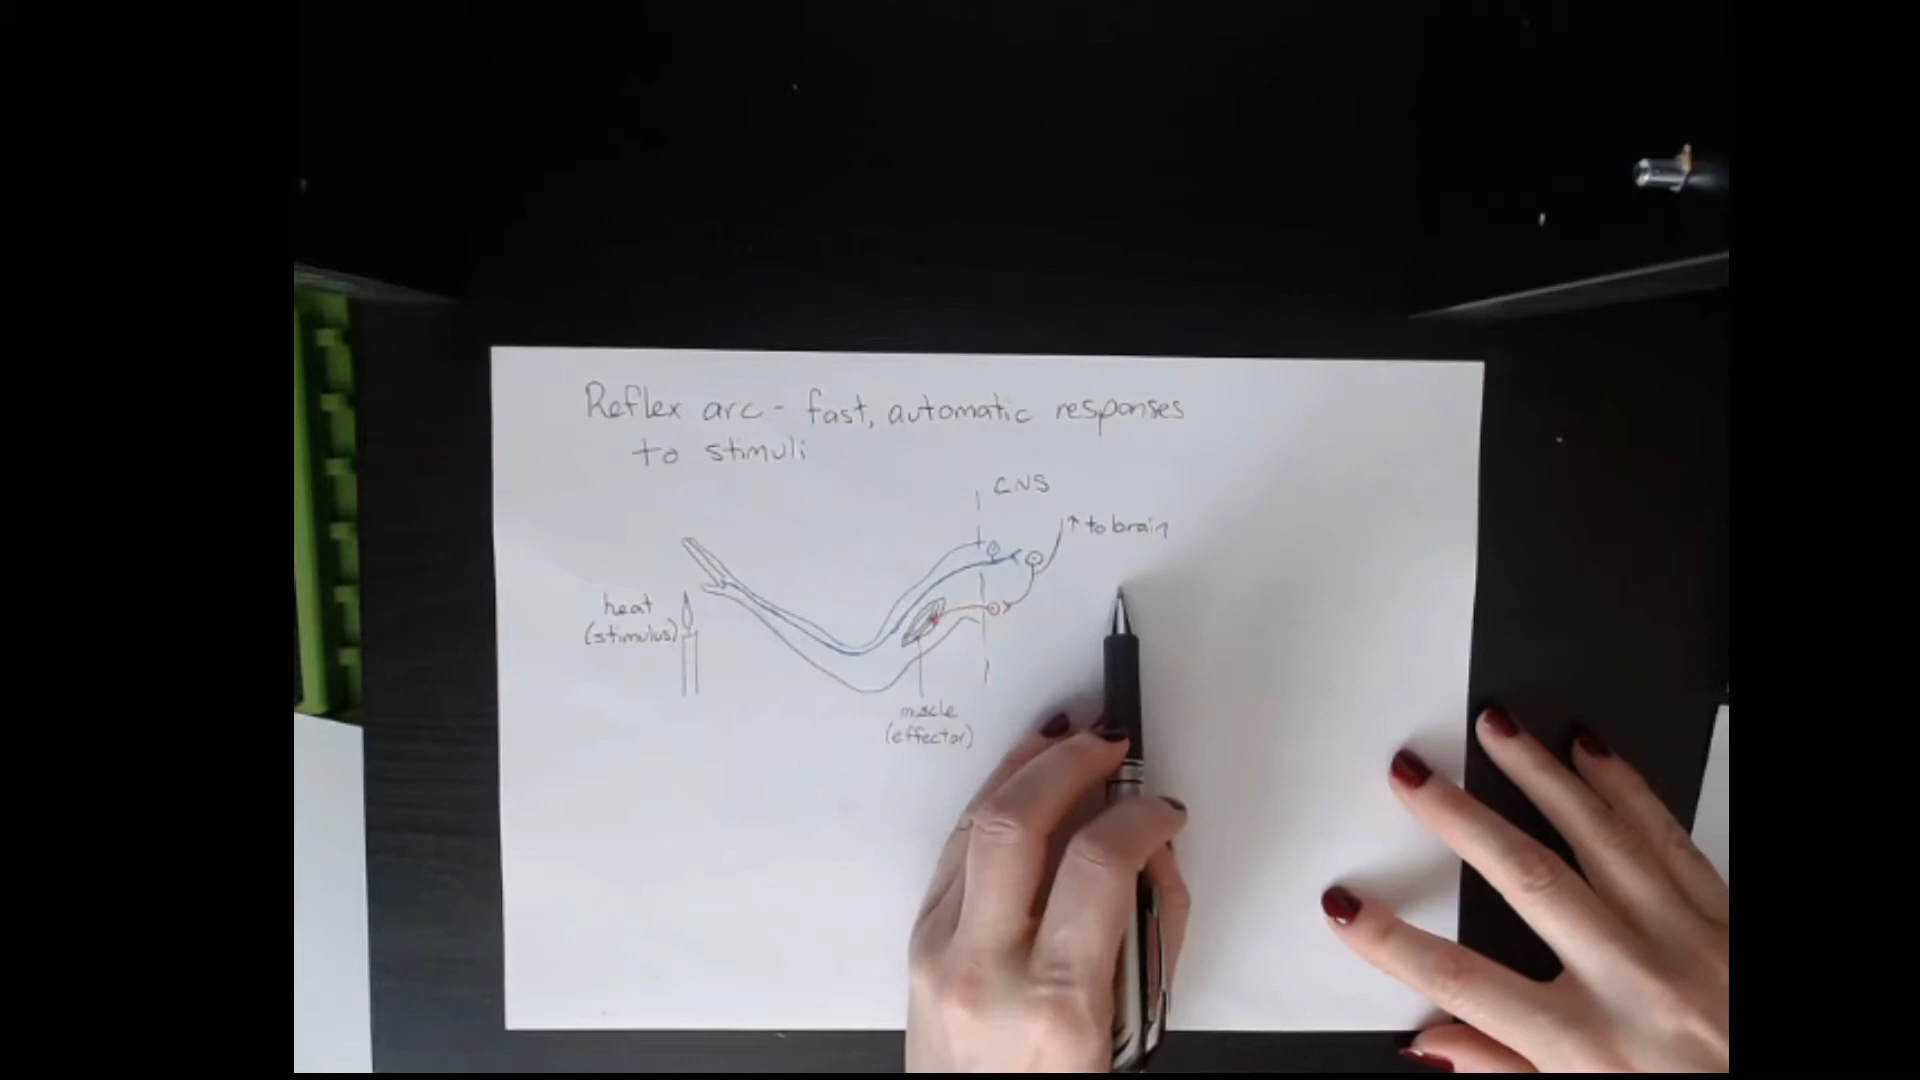 Reflex arc - fast, automatic responses
to stimuli
CNS
↑ to brain
heat
(stimulus)
muscle
(effector)